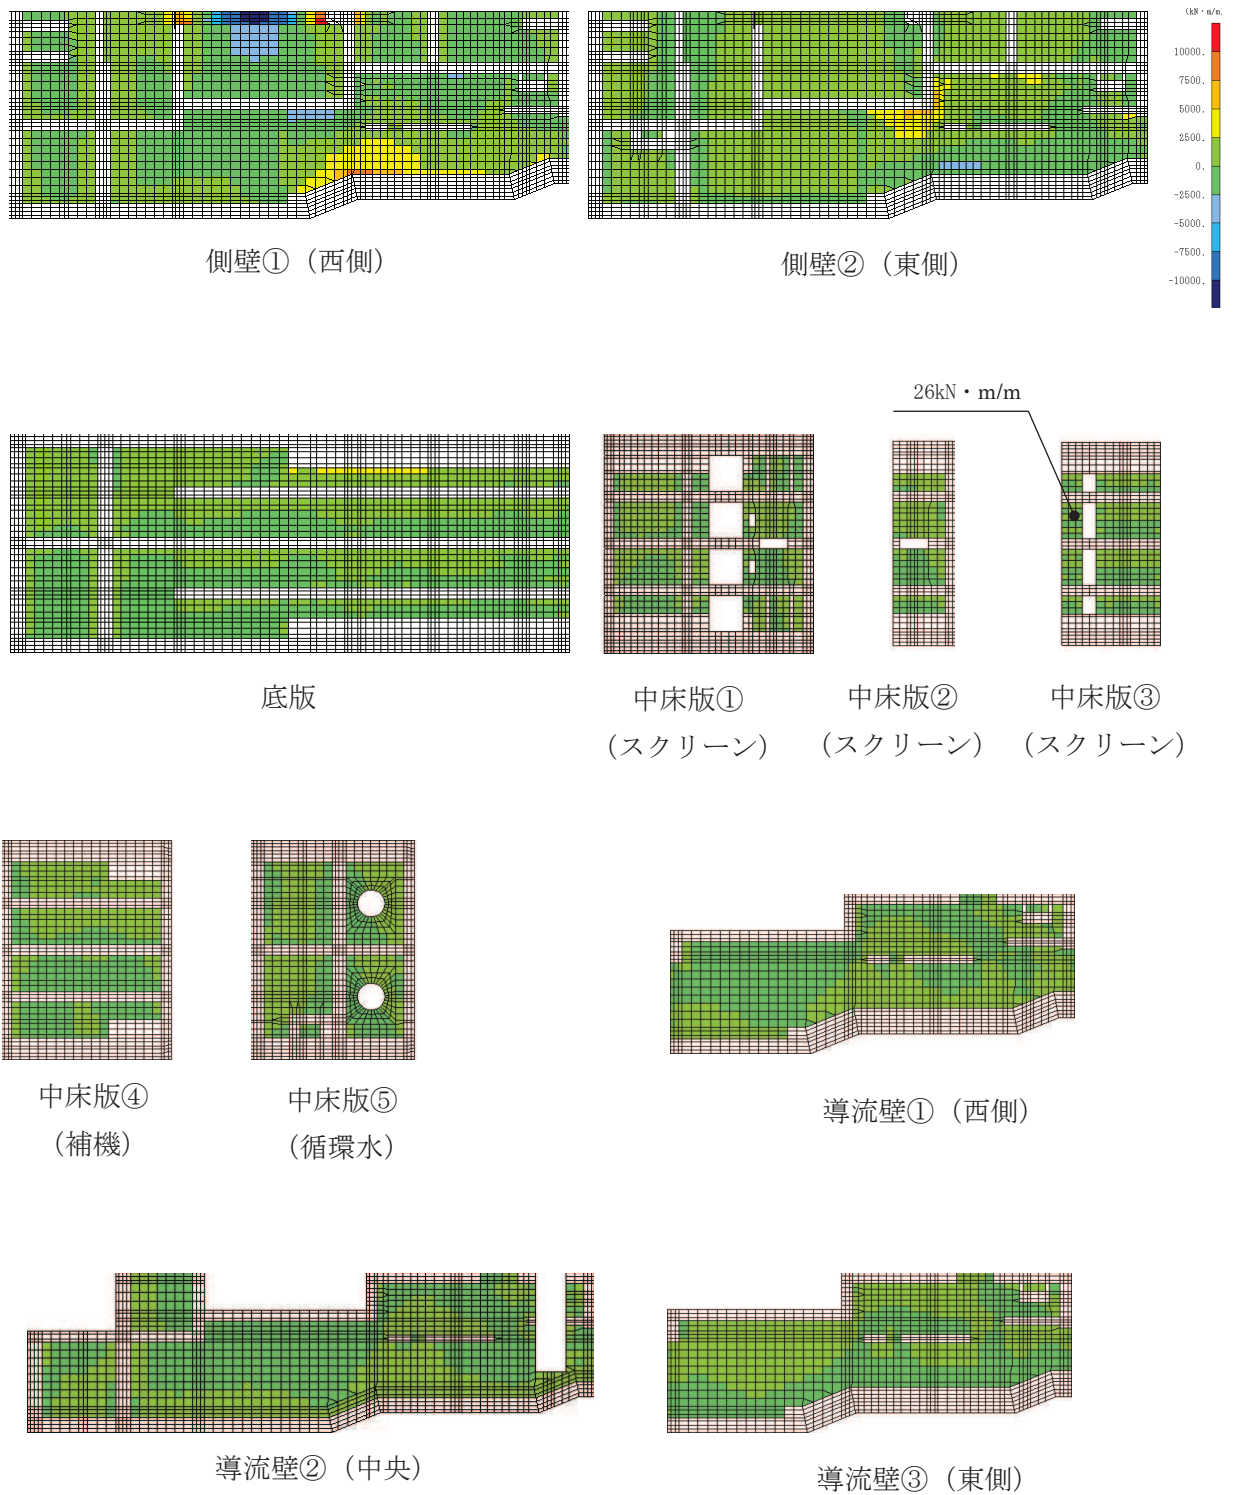 (kN・m/m)
10000.
7500.
5000.
2500.
0.
-2500.
-5000.
-7500.
-10000.
側壁①（西側）
側壁②（東側）
26kN・m/m
底版
中床版①
（スクリーン）
中床版②
（スクリーン）
中床版③
（スクリーン）
中床版④
（補機）
中床版⑤
（循環水）
導流壁①（西側）
導流壁②（中央）
導流壁③（東側）